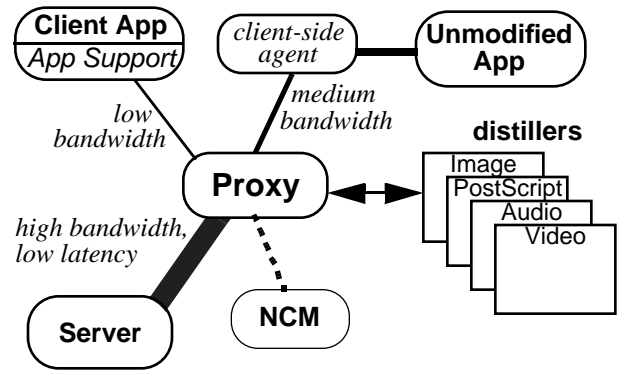 Client App
App Support
client-side
agent
Unmodified
App
low
bandwidth
medium
bandwidth
distillers
Image
PostScript
Audio
Video
Proxy
high bandwidth,
low latency
Server
NCM